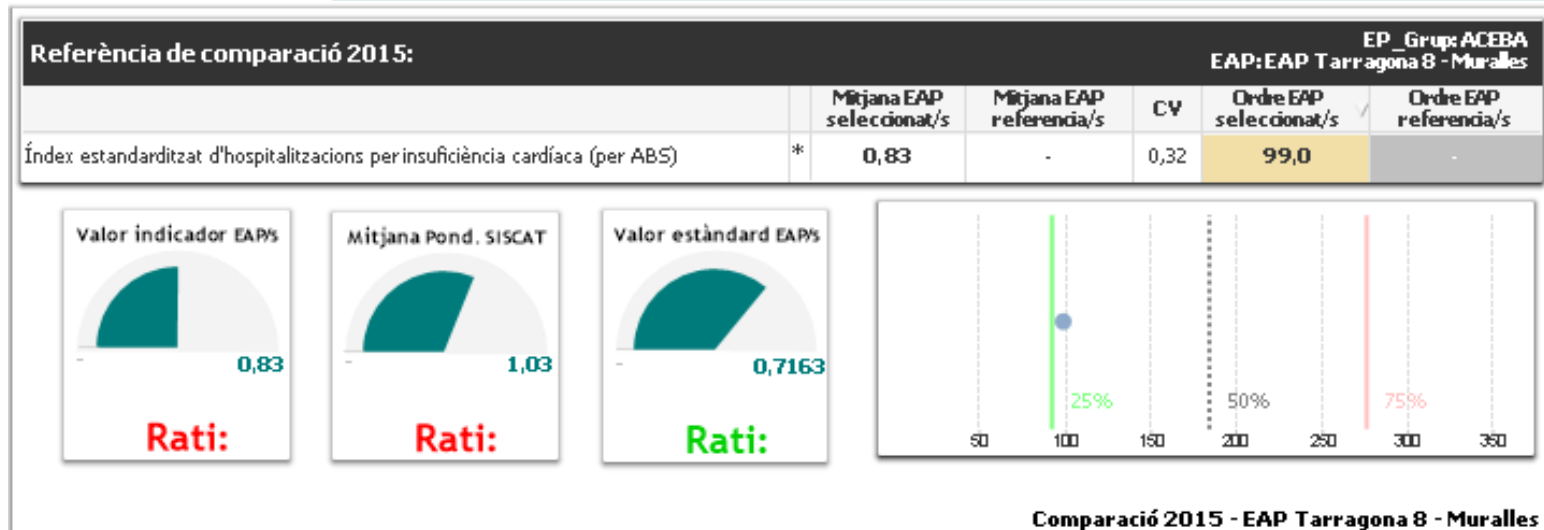 Referència de comparació 2015:
EP_Grup: ACEBA
EAP:EAP Tarragona 8 - Muralles
Mitjana EAP seleccionat/s
Mitjana EAP referencia/s
CV
Ordre EAP seleccionat/s
Ordre EAP referencia/s
Índex estandarditzat d'hospitalitzacions per insuficiència cardíaca (per ABS) * 0,83 - 0,32 99,0 -
Valor indicador EAP/s
- 0,83
Rati:
Mitjana Pond. SISCAT
- 1,03
Rati:
Valor estàndard EAP/s
- 0,7163
Rati:
25% 50% 75%
50 100 150 200 250 300 350
Comparació 2015 - EAP Tarragona 8 - Muralles